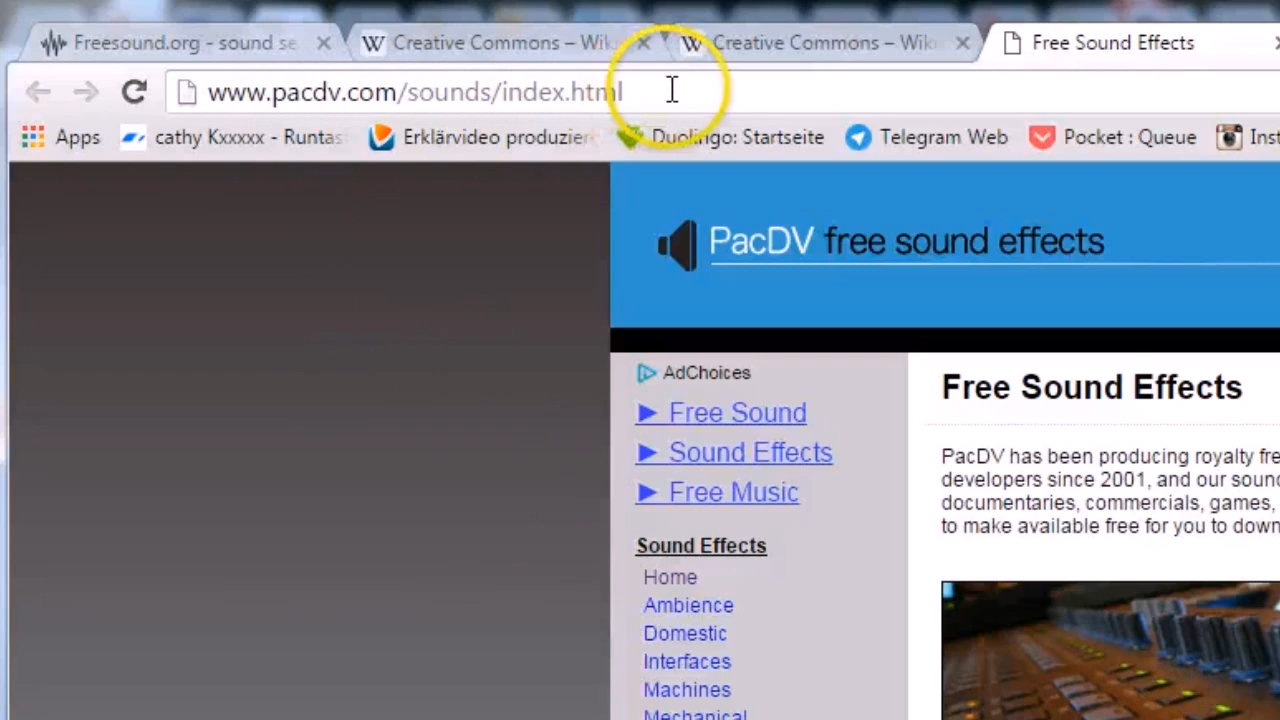 Freesound.org - sound se
Creative Commons – Wiki
Creative Commons – Wiki
Free Sound Effects
www.pacdv.com/sounds/index.html
Apps
cathy Kxxxxx - Runtas
Erklärvideo produzier
Duolingo: Startseite
Telegram Web
Pocket : Queue
Inst
PacDV free sound effects
AdChoices
► Free Sound
► Sound Effects
► Free Music
Sound Effects
Home
Ambience
Domestic
Interfaces
Machines
Mechanical
Free Sound Effects
PacDV has been producing royalty fre
developers since 2001, and our sound
documentaries, commercials, games,
to make available free for you to down